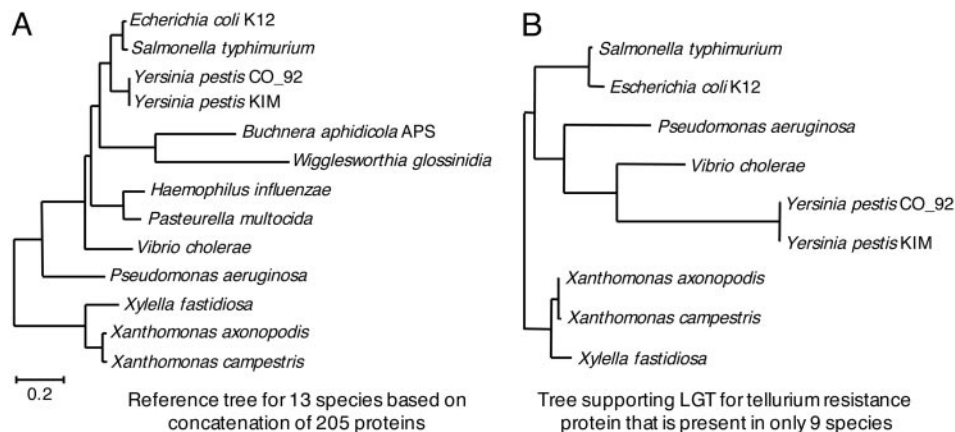 A
Escherichia coli K12
Salmonella typhimurium
Yersinia pestis CO_92
Yersinia pestis KIM
Buchnera aphidicola APS
Wigglesworthia glossinidia
Haemophilus influenzae
Pasteurella multocida
Vibrio cholerae
Pseudomonas aeruginosa
Xylella fastidiosa
Xanthomonas axonopodis
Xanthomonas campestris
0.2
Reference tree for 13 species based on
concatenation of 205 proteins
B
Salmonella typhimurium
Escherichia coli K12
Pseudomonas aeruginosa
Vibrio cholerae
Yersinia pestis CO_92
Yersinia pestis KIM
Xanthomonas axonopodis
Xanthomonas campestris
Xylella fastidiosa
Tree supporting LGT for tellurium resistance
protein that is present in only 9 species